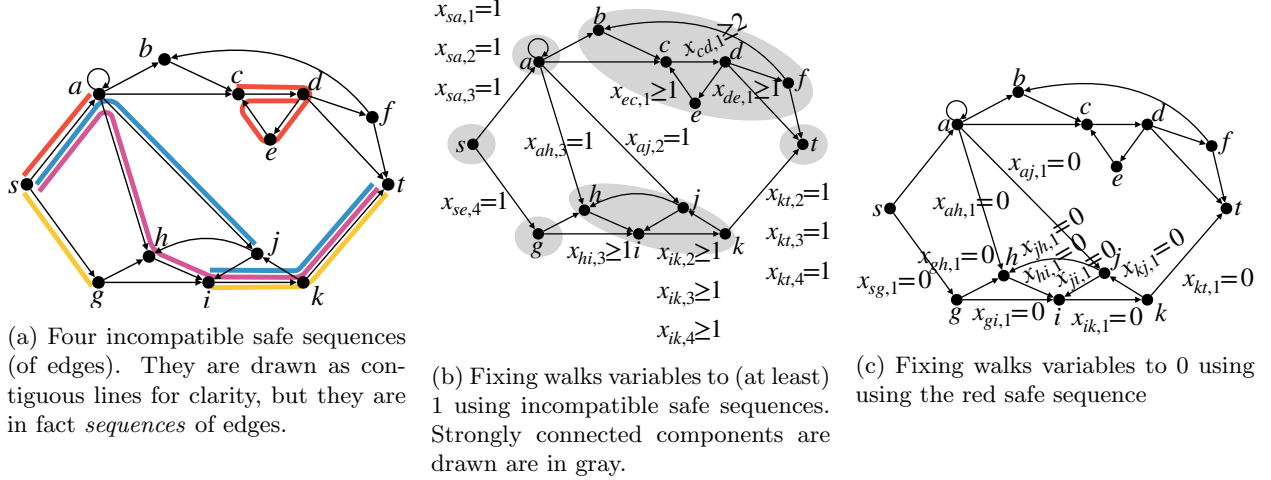 a
b
c
d
e
f
s
t
g
h
i
j
k
(a) Four incompatible safe sequences
(of edges). They are drawn as con-
tiguous lines for clarity, but they are
in fact sequences of edges.
x_{sa,1}=1
x_{sa,2}=1
x_{sa,3}=1
b
a
c
x_{cd,1}≥2
d
f
x_{ec,1}≥1
x_{de,1}≥1
e
s
x_{ah,3}=1
x_{aj,2}=1
t
x_{se,4}=1
h
j
g
x_{hi,3}≥1
i
x_{ik,2}≥1
k
x_{kt,2}=1
x_{kt,3}=1
x_{kt,4}=1
x_{ik,3}≥1
x_{ik,4}≥1
(b) Fixing walks variables to (at least)
1 using incompatible safe sequences.
Strongly connected components are
drawn are in gray.
b
a
c
d
f
e
x_{aj,1}=0
s
x_{ah,1}=0
t
x_{jh,1}=0
x_{gh,1}=0
h
x_{hi,1}=0
x_{ji,1}=0
j
x_{kj,1}=0
x_{sg,1}=0
x_{kt,1}=0
g
x_{gi,1}=0
i
x_{ik,1}=0
k
(c) Fixing walks variables to 0 using
using the red safe sequence